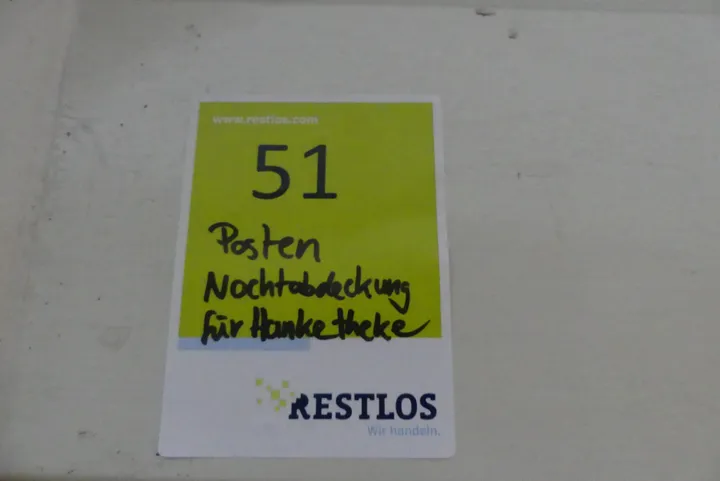 www.restlos.com
51
Posten
Nachtabdeckung
für Hanketheke
RESTLOS
Wir handeln.